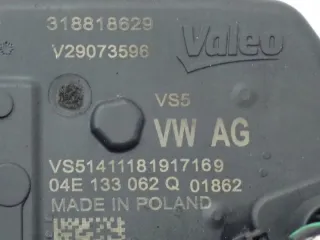 318818629
Valeo
V29073596
VS5
VW AG
VS51411181917169
04E 133 062 Q 01862
MADE IN POLAND